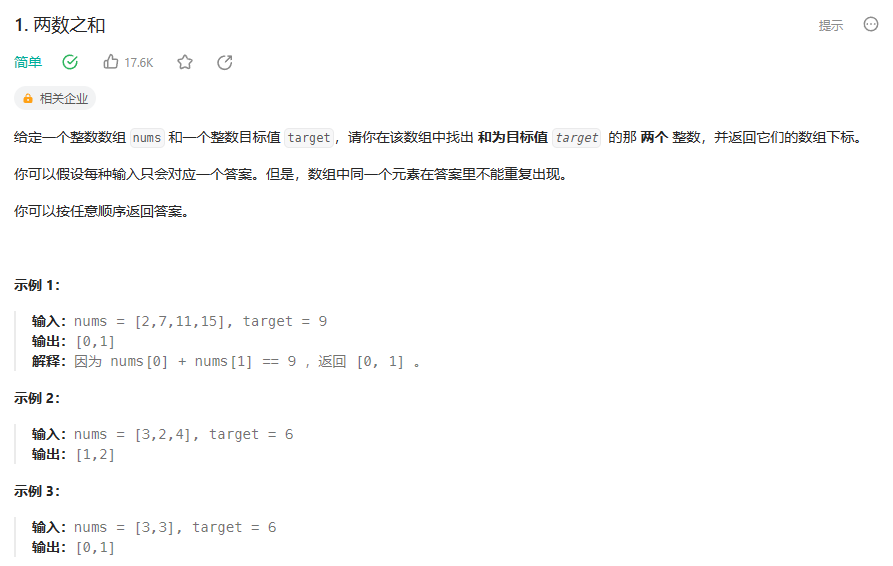 1. 两数之和
提示
简单
17.6K
相关企业
给定一个整数数组 nums 和一个整数目标值 target，请你在该数组中找出 和为目标值 target 的那 两个 整数，并返回它们的数组下标。
你可以假设每种输入只会对应一个答案。但是，数组中同一个元素在答案里不能重复出现。
你可以按任意顺序返回答案。
示例 1：
输入：nums = [2,7,11,15], target = 9
输出：[0,1]
解释：因为 nums[0] + nums[1] == 9 ，返回 [0, 1] 。
示例 2：
输入：nums = [3,2,4], target = 6
输出：[1,2]
示例 3：
输入：nums = [3,3], target = 6
输出：[0,1]